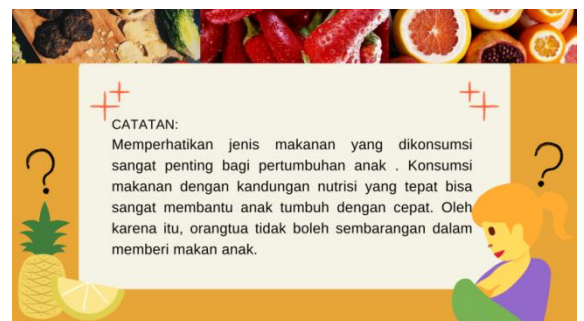 CATATAN:
Memperhatikan jenis makanan yang dikonsumsi
sangat penting bagi pertumbuhan anak . Konsumsi
makanan dengan kandungan nutrisi yang tepat bisa
sangat membantu anak tumbuh dengan cepat. Oleh
karena itu, orangtua tidak boleh sembarangan dalam
memberi makan anak.
? ?